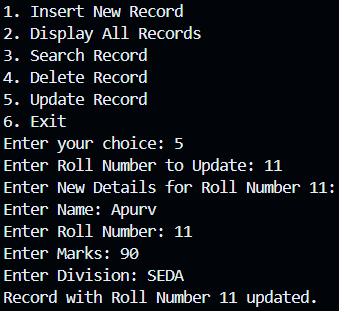 1. Insert New Record
2. Display All Records
3. Search Record
4. Delete Record
5. Update Record
6. Exit
Enter your choice: 5
Enter Roll Number to Update: 11
Enter New Details for Roll Number 11:
Enter Name: Apurv
Enter Roll Number: 11
Enter Marks: 90
Enter Division: SEDA
Record with Roll Number 11 updated.